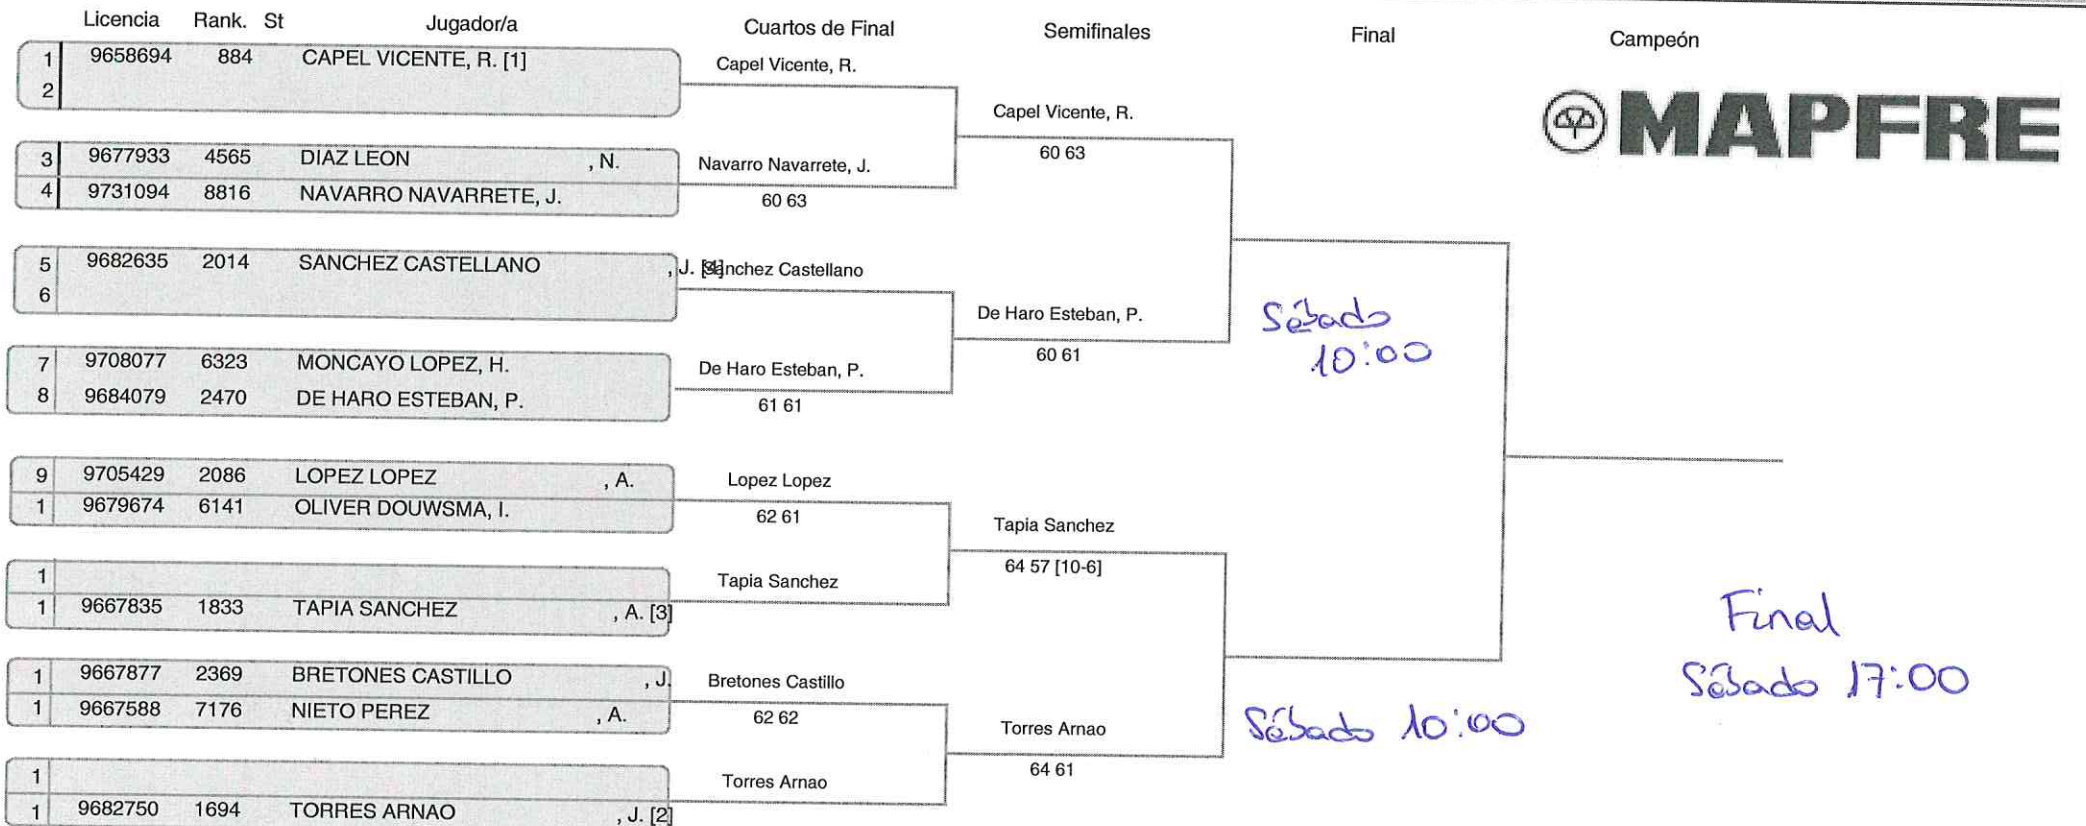 Licencia Rank. St Jugador/a Cuartos de Final Semifinales Final Campeón
1 9658694 884 CAPEL VICENTE, R. [1]
2
Capel Vicente, R.
Capel Vicente, R.
60 63
MAPFRE
3 9677933 4565 DIAZ LEON , N.
4 9731094 8816 NAVARRO NAVARRETE, J.
Navarro Navarrete, J.
60 63
5 9682635 2014 SANCHEZ CASTELLANO , J. [4]
6
Sanchez Castellano
De Haro Esteban, P.
60 61
Sábado
10:00
7 9708077 6323 MONCAYO LOPEZ, H.
8 9684079 2470 DE HARO ESTEBAN, P.
De Haro Esteban, P.
61 61
9 9705429 2086 LOPEZ LOPEZ , A.
1 9679674 6141 OLIVER DOUWSMA, I.
Lopez Lopez
62 61
Tapia Sanchez
64 57 [10-6]
1
1 9667835 1833 TAPIA SANCHEZ , A. [3]
Tapia Sanchez
Final
Sábado 17:00
1 9667877 2369 BRETONES CASTILLO , J.
1 9667588 7176 NIETO PEREZ , A.
Bretones Castillo
62 62
Torres Arnao
64 61
Sábado 10:00
1
1 9682750 1694 TORRES ARNAO , J. [2]
Torres Arnao